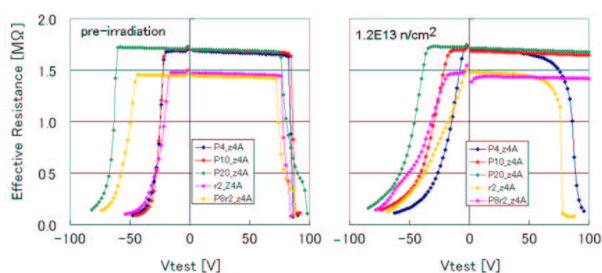 pre-irradiation
1.2E13 n/cm²
Effective Resistance [MΩ]
2.0
1.5
1.0
0.5
0
P4_z4A
P10_z4A
P20_z4A
r2_Z4A
P8r2_z4A
P4_z4A
P10_z4A
P20_z4A
r2_z4A
P8r2_z4A
-100
-50
0
50
-100
-50
0
50
100
Vtest [V]
Vtest [V]